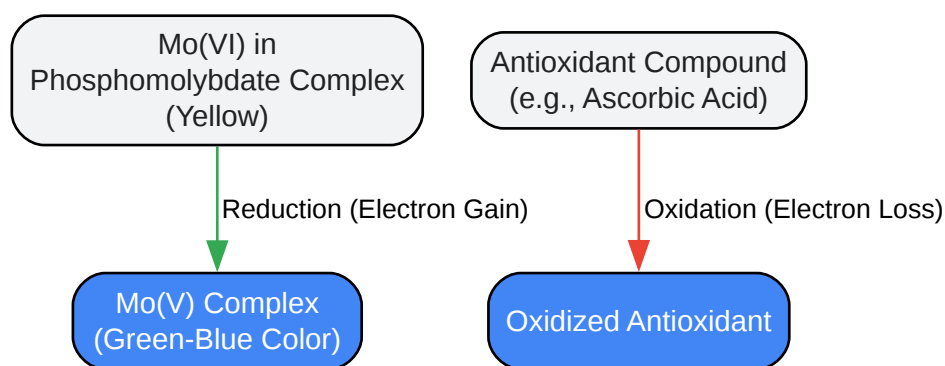 Mo(VI) in
Phosphomolybdate Complex
(Yellow)
Antioxidant Compound
(e.g., Ascorbic Acid)
Reduction (Electron Gain)
Oxidation (Electron Loss)
Mo(V) Complex
(Green-Blue Color)
Oxidized Antioxidant